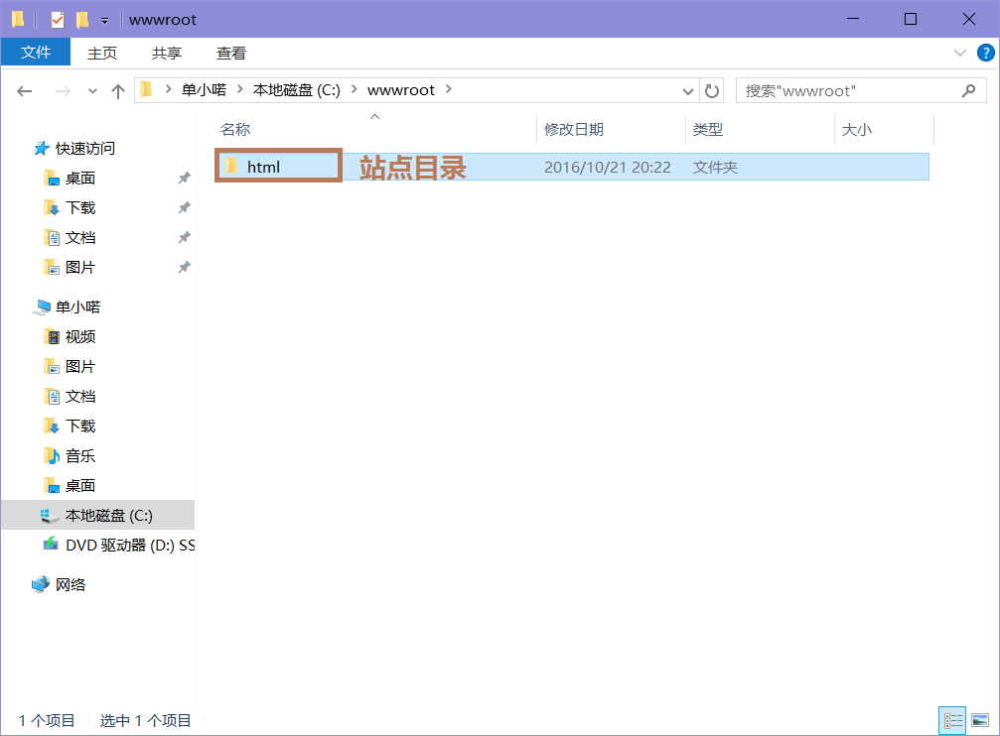 wwwroot
文件 主页 共享 查看
单小喏 本地磁盘 (C:) wwwroot 搜索"wwwroot"
名称 修改日期 类型 大小
html 站点目录 2016/10/21 20:22 文件夹
快速访问
桌面
下载
文档
图片
单小喏
视频
图片
文档
下载
音乐
桌面
本地磁盘 (C:)
DVD 驱动器 (D:) SS
网络
1 个项目 选中 1 个项目